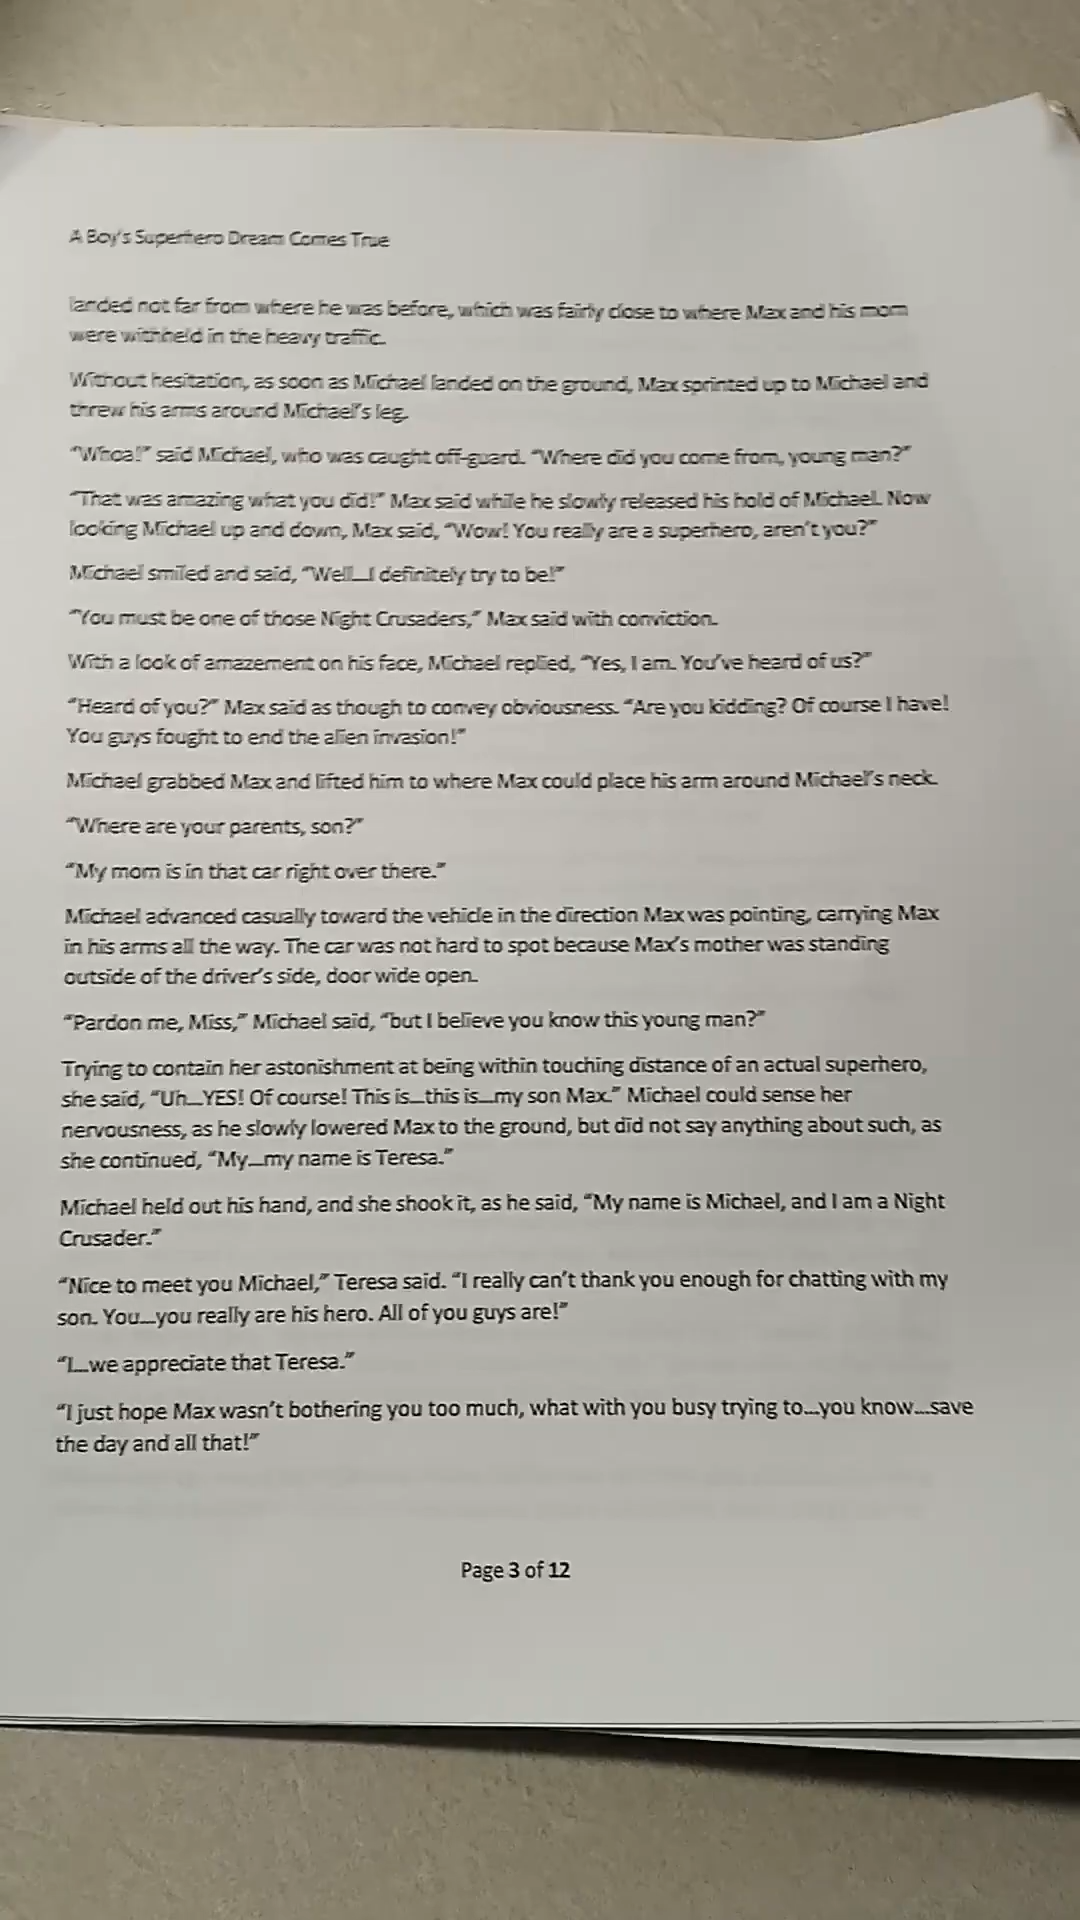 A Boy's Superhero Dream Comes True
landed not far from where he was before, which was fairly close to where Max and his mom
were withheld in the heavy traffic.
Without hesitation, as soon as Michael landed on the ground, Max sprinted up to Michael and
threw his arms around Michael's leg.
"Whoa!" said Michael, who was caught off-guard. "Where did you come from, young man?"
"That was amazing what you did!" Max said while he slowly released his hold of Michael. Now
looking Michael up and down, Max said, "Wow! You really are a superhero, aren't you?"
Michael smiled and said, "Well...I definitely try to be!"
"You must be one of those Night Crusaders," Max said with conviction.
With a look of amazement on his face, Michael replied, "Yes, I am. You've heard of us?"
"Heard of you?" Max said as though to convey obviousness. "Are you kidding? Of course I have!
You guys fought to end the alien invasion!"
Michael grabbed Max and lifted him to where Max could place his arm around Michael's neck.
"Where are your parents, son?"
"My mom is in that car right over there."
Michael advanced casually toward the vehicle in the direction Max was pointing, carrying Max
in his arms all the way. The car was not hard to spot because Max's mother was standing
outside of the driver's side, door wide open.
"Pardon me, Miss," Michael said, "but I believe you know this young man?"
Trying to contain her astonishment at being within touching distance of an actual superhero,
she said, "Uh...YES! Of course! This is...this is...my son Max." Michael could sense her
nervousness, as he slowly lowered Max to the ground, but did not say anything about such, as
she continued, "My...my name is Teresa."
Michael held out his hand, and she shook it, as he said, "My name is Michael, and I am a Night
Crusader."
"Nice to meet you Michael," Teresa said. "I really can't thank you enough for chatting with my
son. You...you really are his hero. All of you guys are!"
"I...we appreciate that Teresa."
"I just hope Max wasn't bothering you too much, what with you busy trying to...you know...save
the day and all that!"
Page 3 of 12